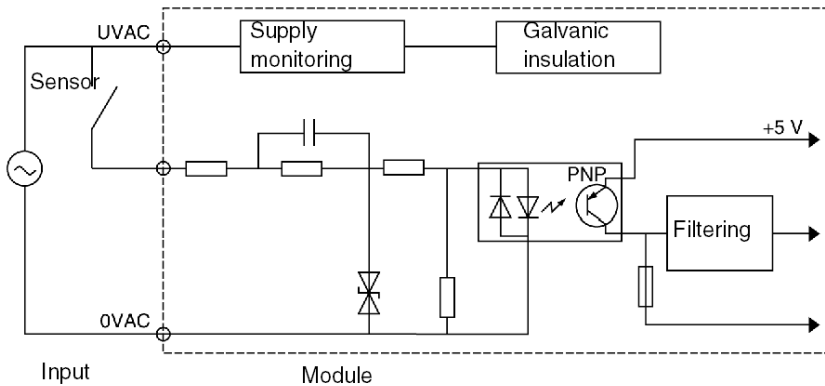 UVAC
Supply
monitoring
Galvanic
insulation
Sensor
+5 V
PNP
Filtering
0VAC
Input
Module